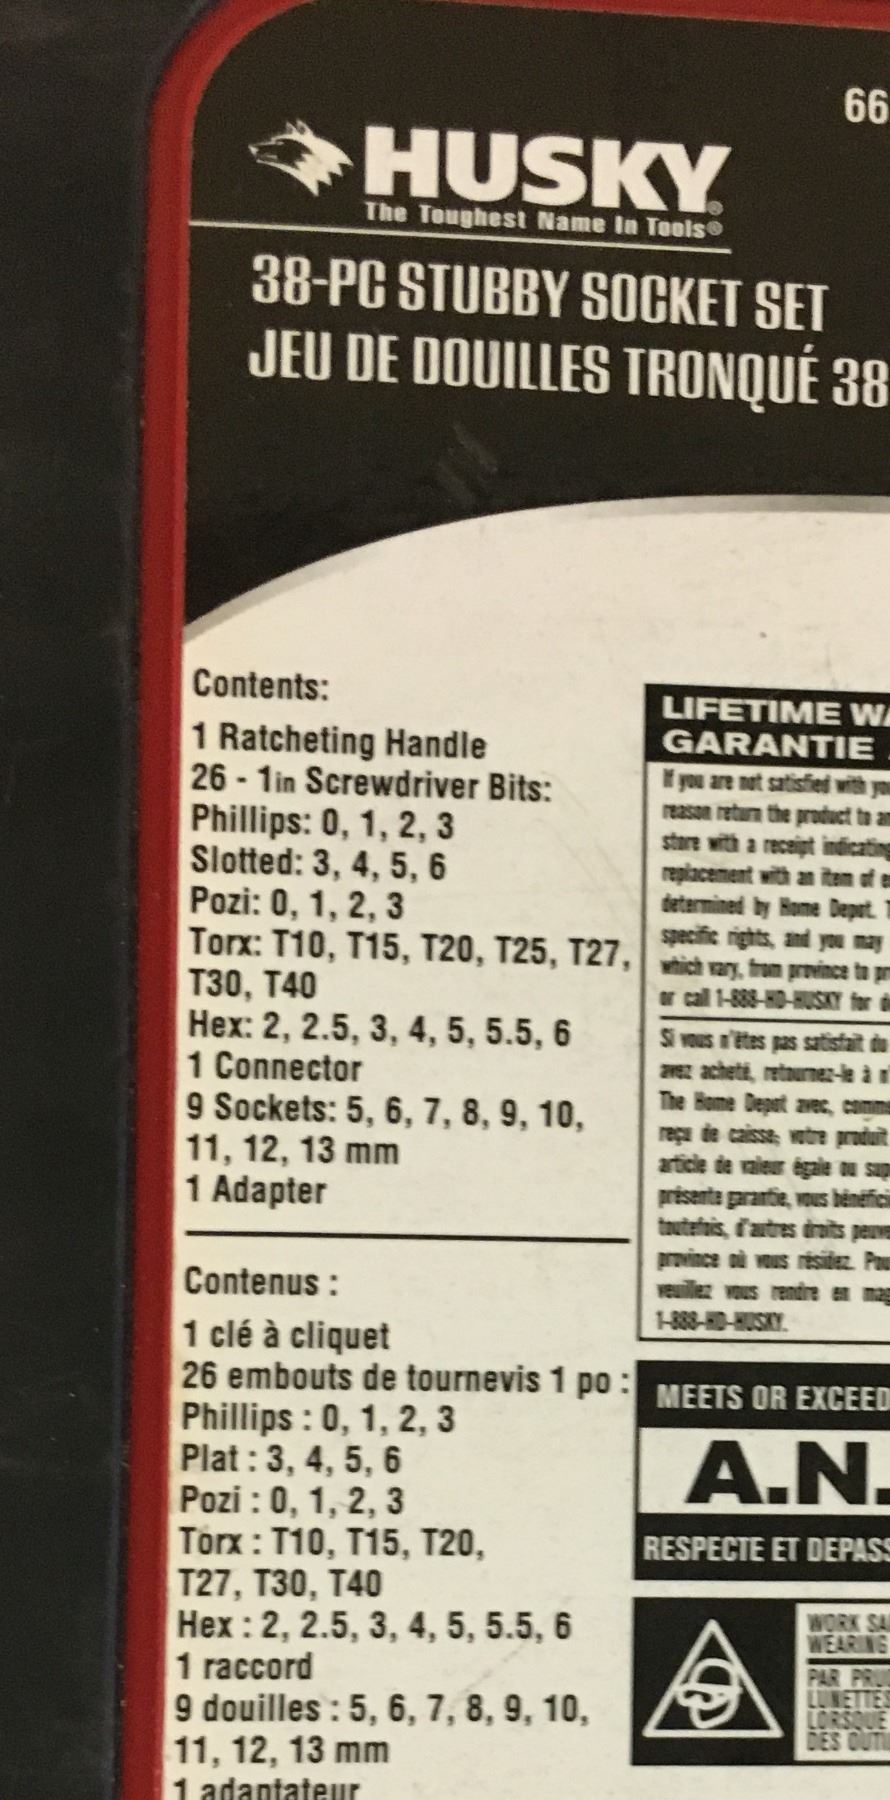 66
HUSKY®
The Toughest Name In Tools®
38-PC STUBBY SOCKET SET
JEU DE DOUILLES TRONQUÉ 38
Contents:
1 Ratcheting Handle
26 - 1in Screwdriver Bits:
Phillips: 0, 1, 2, 3
Slotted: 3, 4, 5, 6
Pozi: 0, 1, 2, 3
Torx: T10, T15, T20, T25, T27,
T30, T40
Hex: 2, 2.5, 3, 4, 5, 5.5, 6
1 Connector
9 Sockets: 5, 6, 7, 8, 9, 10,
11, 12, 13 mm
1 Adapter
Contenus :
1 clé à cliquet
26 embouts de tournevis 1 po :
Phillips : 0, 1, 2, 3
Plat : 3, 4, 5, 6
Pozi : 0, 1, 2, 3
Torx : T10, T15, T20,
T27, T30, T40
Hex : 2, 2.5, 3, 4, 5, 5.5, 6
1 raccord
9 douilles : 5, 6, 7, 8, 9, 10,
11, 12, 13 mm
1 adaptateur
LIFETIME WA
GARANTIE
If you are not satisfied with yo
reason return the product to an
store with a receipt indicating
replacement with an item of e
determined by Home Depot. T
specific rights, and you may
which vary, from province to pr
or call 1-888-HD-HUSKY for d
Si vous n'êtes pas satisfait du
avez acheté, retournez-le à n'
The Home Depot avec, comme
reçu de caisse; votre produit
article de valeur égale ou sup
présente garantie, vous bénéfici
toutefois, d'autres droits peuve
province où vous résidez. Pou
veuillez vous rendre en mag
1-888-HD-HUSKY.
MEETS OR EXCEED
A.N.
RESPECTE ET DEPASS
WORK SA
WEARING
PAR PRU
LUNETTES
LORSQUE
DES OUTI